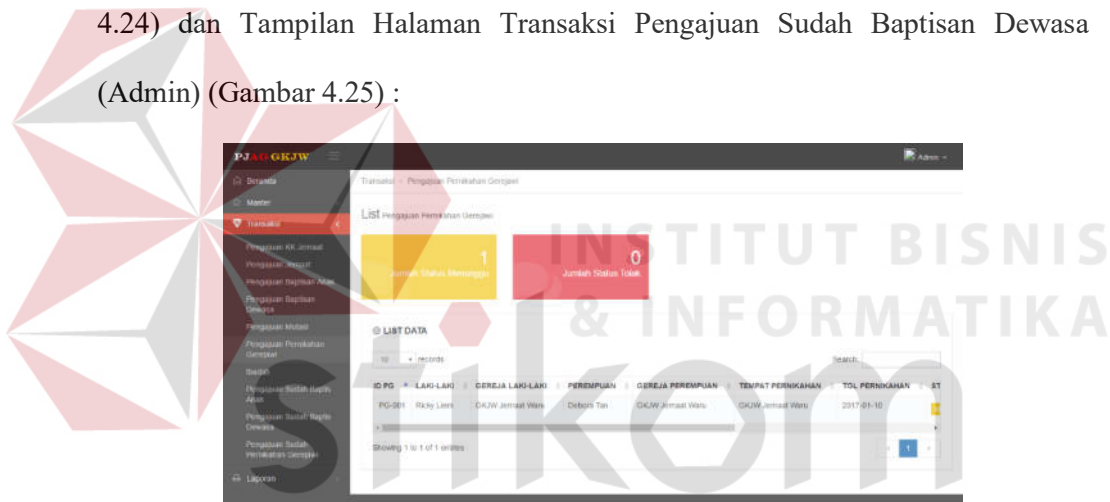 4.24) dan Tampilan Halaman Transaksi Pengajuan Sudah Baptisan Dewasa
(Admin) (Gambar 4.25) :
PJAG GKJW
Admin
Beranda
Transaksi
Pengajuan Pernikahan Gerejawi
Master
List Pengajuan Pernikahan Gerejawi
Transaksi
1
Jumlah Status Menunggu
0
Jumlah Status Tolak
Pengajuan KK Jemaat
Pengajuan Jemaat
Pengajuan Baptisan Anak
Pengajuan Baptisan
Dewasa
Pengajuan Mutasi
Pengajuan Pernikahan
Gerejawi
Ibadah
Pengajuan Sudah Baptis
Anak
Pengajuan Sudah Baptis
Dewasa
Pengajuan Sudah
Pernikahan Gerejawi
Laporan
LIST DATA
10 records
Search:
ID PG LAKI-LAKI GEREJA LAKI-LAKI PEREMPUAN GEREJA PEREMPUAN TEMPAT PERNIKAHAN TGL PERNIKAHAN ST
PG-001 Ricky Leen GKJW Jemaat Waru Debora Tan GKJW Jemaat Waru GKJW Jemaat Waru 2017-01-10
Showing 1 to 1 of 1 entries
1
INSTITUT BISNIS
& INFORMATIKA
stikom